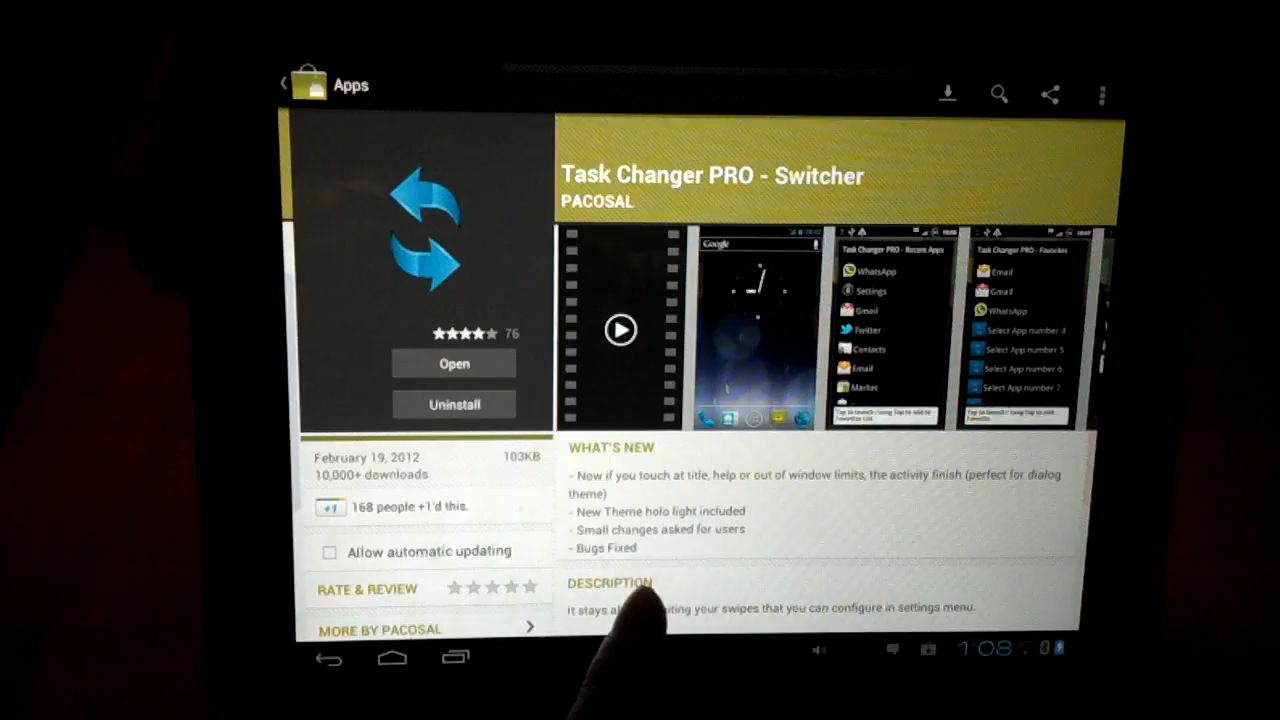 Apps
Task Changer PRO - Switcher
PACOSAL
76
Open
Uninstall
Google
Task Changer PRO - Recent Apps
WhatsApp
Settings
Gmail
Twitter
Contacts
Email
Market
Task Changer PRO - Favorites
Email
Gmail
WhatsApp
Select App number 4
Select App number 5
Select App number 6
Select App number 7
February 19, 2012
103KB
10,000+ downloads
+1
168 people +1'd this.
Allow automatic updating
RATE & REVIEW
MORE BY PACOSAL
WHAT'S NEW
- Now if you touch at title, help or out of window limits, the activity finish (perfect for dialog
theme)
- New Theme holo light included
- Small changes asked for users
- Bugs Fixed
DESCRIPTION
It stays your swipes that you can configure in settings menu.
1:08